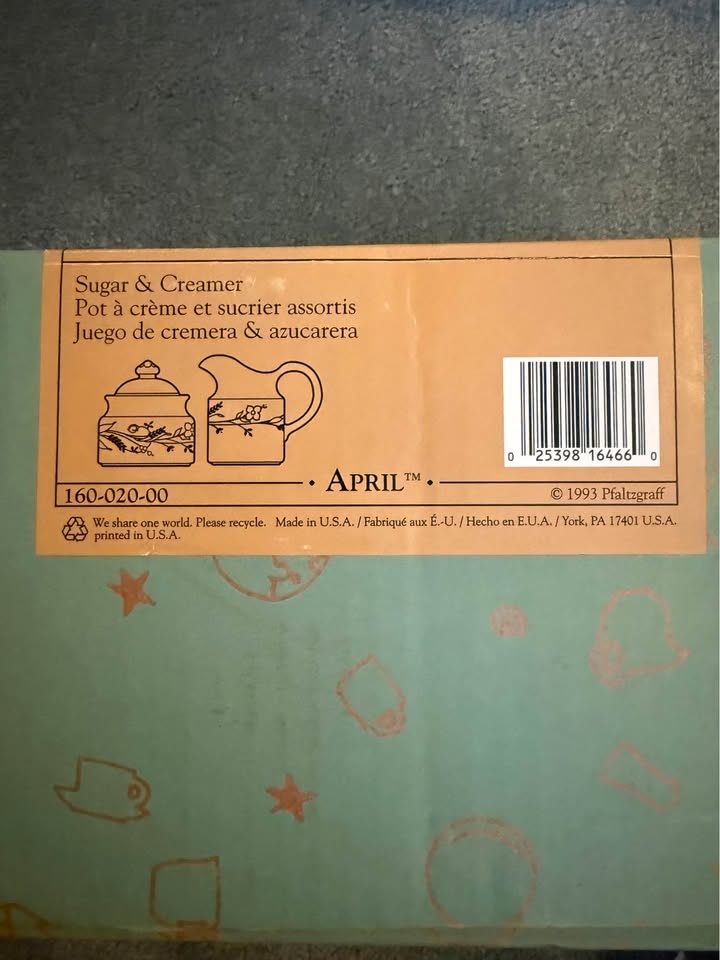 Sugar & Creamer
Pot à crème et sucrier assortis
Juego de cremera & azucarera
0 25398 16466 0
· APRIL™ ·
160-020-00
© 1993 Pfaltzgraff
We share one world. Please recycle. Made in U.S.A. / Fabriqué aux É.-U. / Hecho en E.U.A. / York, PA 17401 U.S.A.
printed in U.S.A.